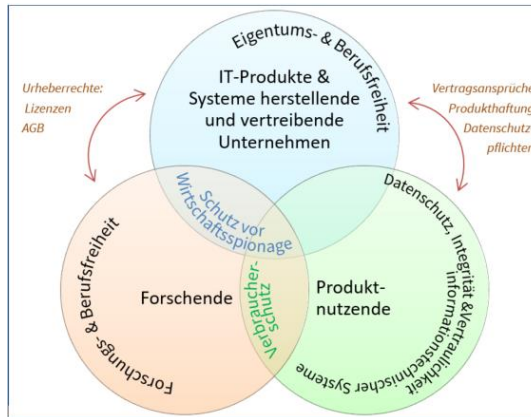 Eigentums- & Berufsfreiheit
IT-Produkte &
Systeme herstellende
und vertreibende
Unternehmen
Urheberrechte:
Lizenzen
AGB
Vertragsansprüche
Produkthaftung
Datenschutz
pflichten
Schutz vor
Wirtschaftsspionage
Datenschutz, Integrität &Vertraulichkeit
informationstechnischer Systeme
Forschungs- & Berufsfreiheit
Forschende
Verbraucher-
schutz
Produkt-
nutzende